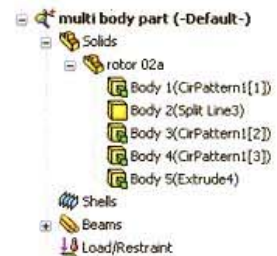 multi body part (-Default-)
Solids
rotor 02a
Body 1(CirPattern1[1])
Body 2(Split Line3)
Body 3(CirPattern1[2])
Body 4(CirPattern1[3])
Body 5(Extrude4)
Shells
Beams
Load/Restraint